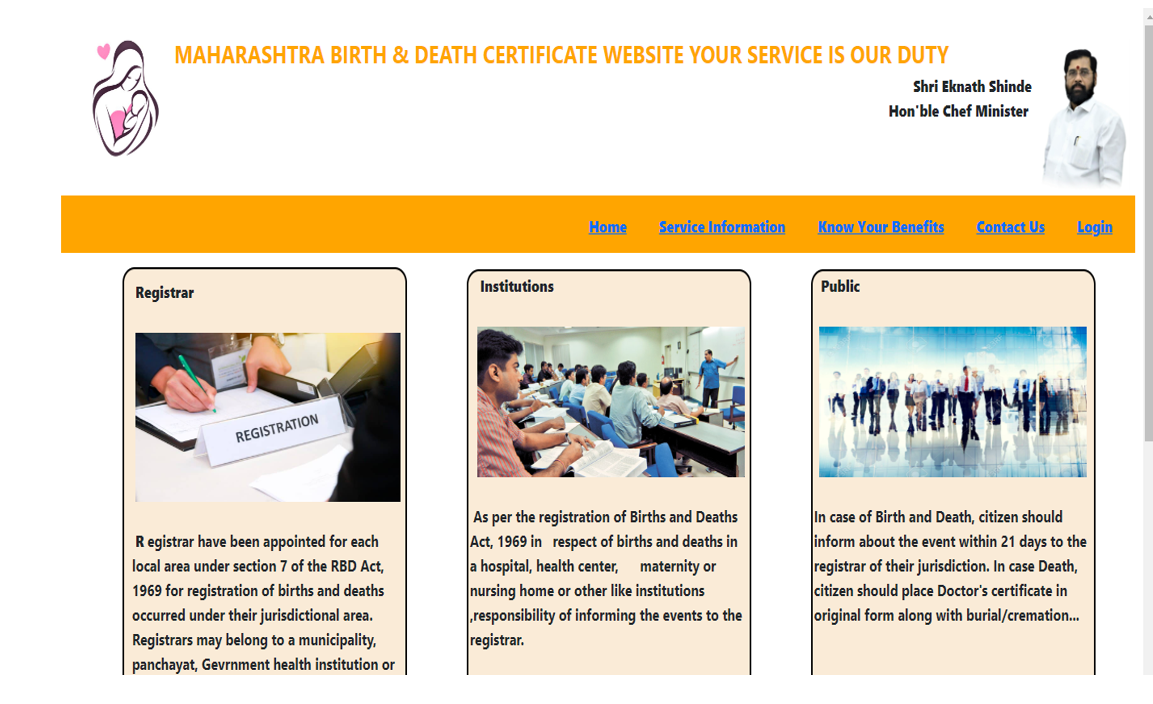 MAHARASHTRA BIRTH & DEATH CERTIFICATE WEBSITE YOUR SERVICE IS OUR DUTY
Shri Eknath Shinde
Hon'ble Chef Minister
Home Service Information Know Your Benefits Contact Us Login
Registrar
REGISTRATION
R egistrar have been appointed for each
local area under section 7 of the RBD Act,
1969 for registration of births and deaths
occurred under their jurisdictional area.
Registrars may belong to a municipality,
panchayat, Gevrnment health institution or
Institutions
As per the registration of Births and Deaths
Act, 1969 in respect of births and deaths in
a hospital, health center, maternity or
nursing home or other like institutions
,responsibility of informing the events to the
registrar.
Public
In case of Birth and Death, citizen should
inform about the event within 21 days to the
registrar of their jurisdiction. In case Death,
citizen should place Doctor's certificate in
original form along with burial/cremation...